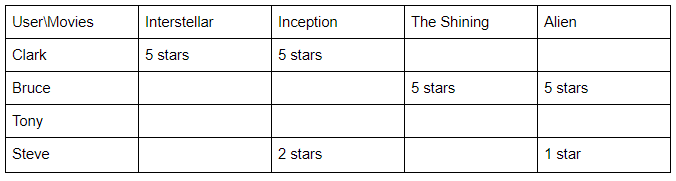 User\Movies Interstellar Inception The Shining Alien
Clark 5 stars 5 stars
Bruce 5 stars 5 stars
Tony
Steve 2 stars 1 star